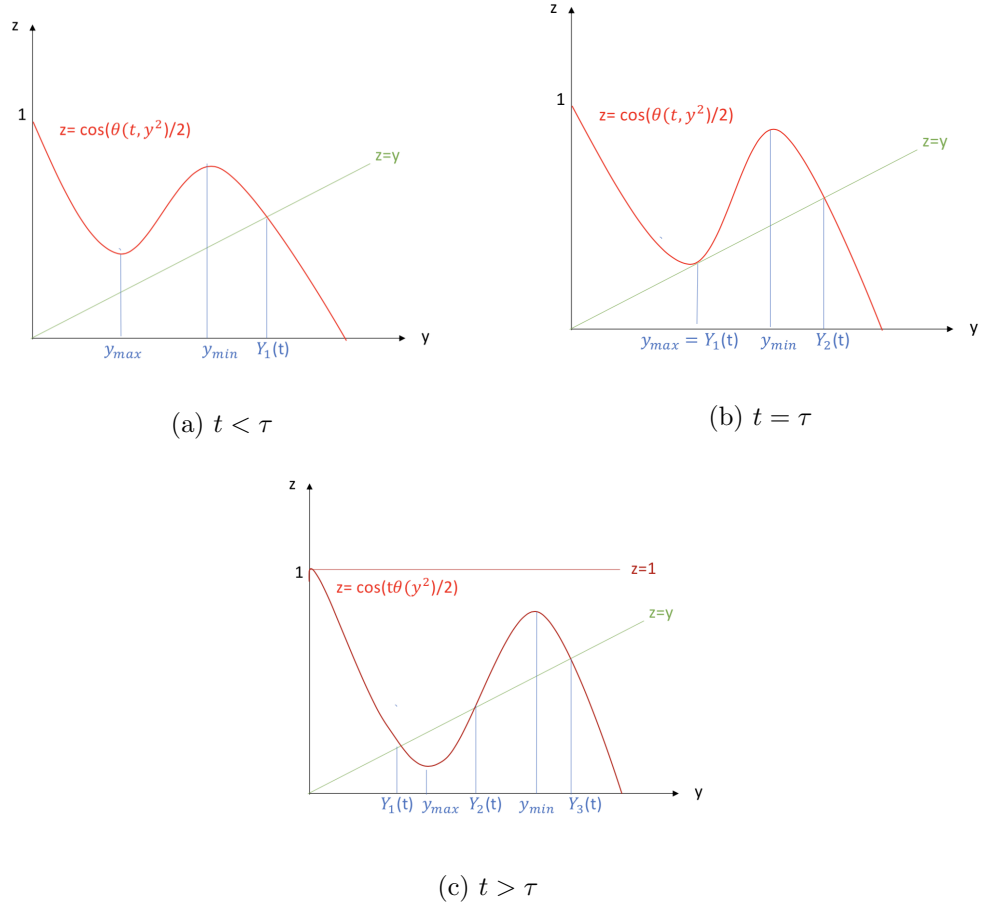 z
1
z= cos(θ(t, y²)/2)
z=y
y
y_max
y_min
Y₁(t)
(a) t < τ
z
1
z= cos(θ(t, y²)/2)
z=y
y
y_max = Y₁(t)
y_min
Y₂(t)
(b) t = τ
z
1
z=1
z= cos(tθ(y²)/2)
z=y
y
Y₁(t)
y_max
Y₂(t)
y_min
Y₃(t)
(c) t > τ